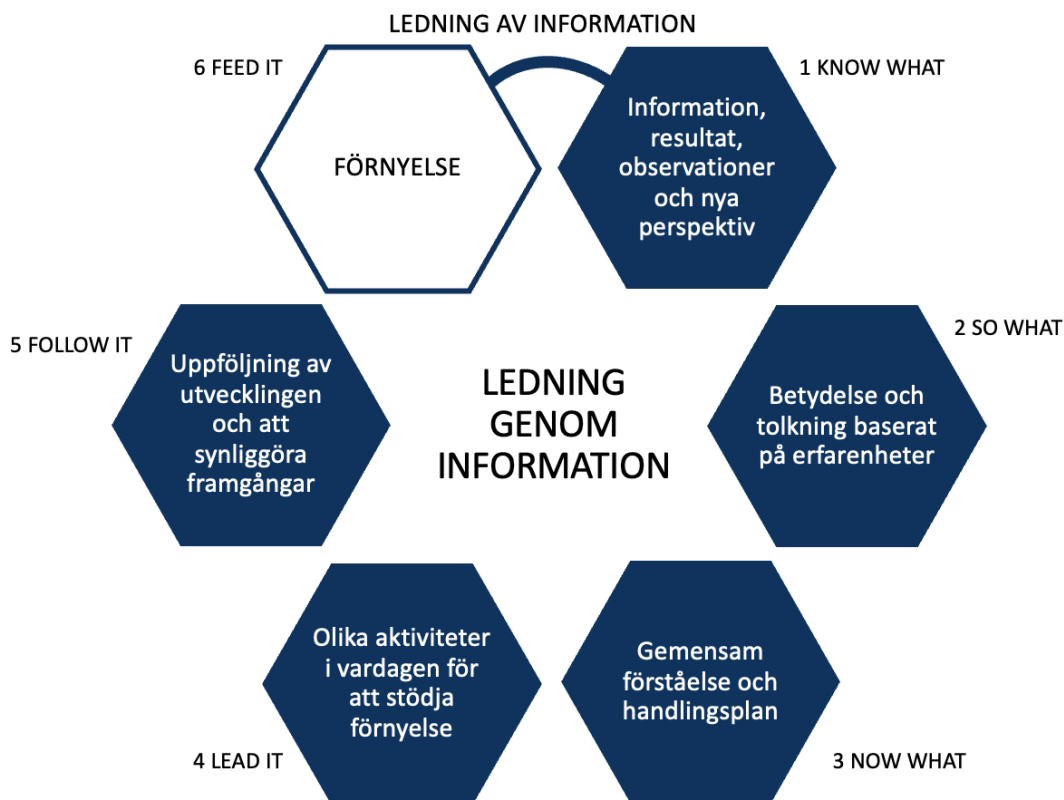 LEDNING AV INFORMATION
6 FEED IT
FÖRNYELSE
1 KNOW WHAT
Information,
resultat,
observationer
och nya
perspektiv
2 SO WHAT
Betydelse och
tolkning baserat
på erfarenheter
3 NOW WHAT
Gemensam
förståelse och
handlingsplan
4 LEAD IT
Olika aktiviteter
i vardagen för
att stödja
förnyelse
5 FOLLOW IT
Uppföljning av
utvecklingen
och att
synliggöra
framgångar
LEDNING
GENOM
INFORMATION